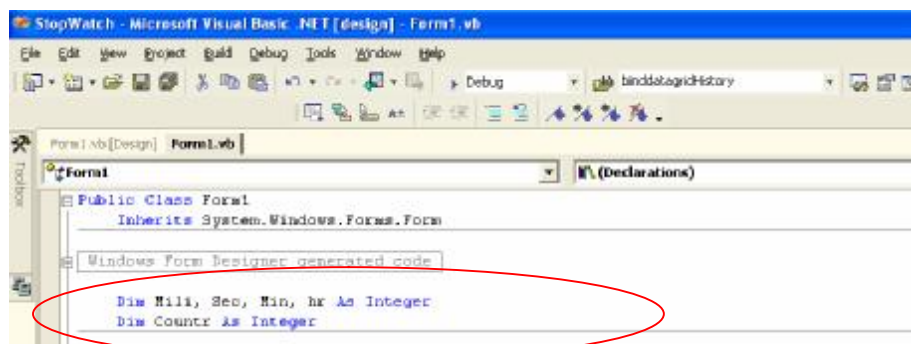 StopWatch - Microsoft Visual Basic .NET [design] - Form1.vb
File Edit View Project Build Debug Tools Window Help
Debug binddatagridHistory
Form1.vb [Design] Form1.vb
Toolbox
Form1 (Declarations)
Public Class Form1
Inherits System.Windows.Forms.Form
Windows Form Designer generated code
Dim Mili, Sec, Min, hr As Integer
Dim Countr As Integer